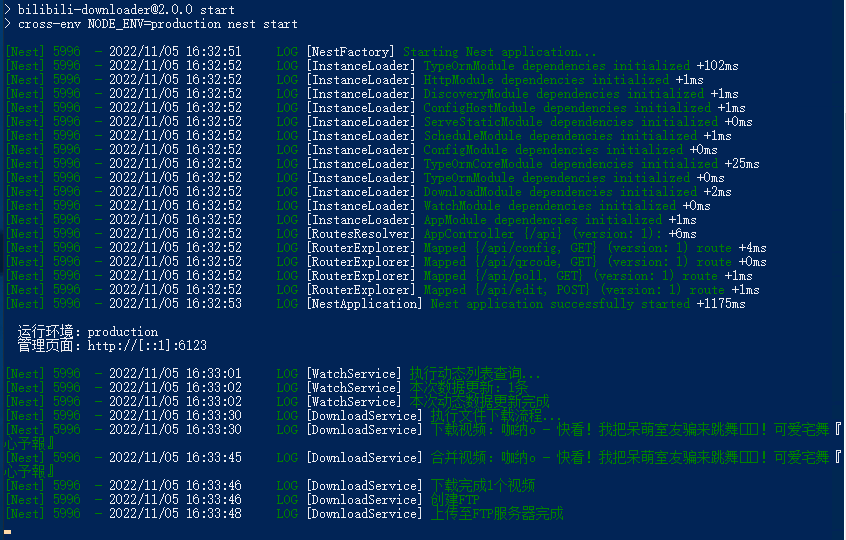 > bilibili-downloader@2.0.0 start
> cross-env NODE_ENV=production nest start
[Nest] 5996  - 2022/11/05 16:32:51     LOG [NestFactory] Starting Nest application...
[Nest] 5996  - 2022/11/05 16:32:52     LOG [InstanceLoader] TypeOrmModule dependencies initialized +102ms
[Nest] 5996  - 2022/11/05 16:32:52     LOG [InstanceLoader] HttpModule dependencies initialized +1ms
[Nest] 5996  - 2022/11/05 16:32:52     LOG [InstanceLoader] DiscoveryModule dependencies initialized +1ms
[Nest] 5996  - 2022/11/05 16:32:52     LOG [InstanceLoader] ConfigHostModule dependencies initialized +1ms
[Nest] 5996  - 2022/11/05 16:32:52     LOG [InstanceLoader] ServeStaticModule dependencies initialized +0ms
[Nest] 5996  - 2022/11/05 16:32:52     LOG [InstanceLoader] ScheduleModule dependencies initialized +1ms
[Nest] 5996  - 2022/11/05 16:32:52     LOG [InstanceLoader] ConfigModule dependencies initialized +0ms
[Nest] 5996  - 2022/11/05 16:32:52     LOG [InstanceLoader] TypeOrmCoreModule dependencies initialized +25ms
[Nest] 5996  - 2022/11/05 16:32:52     LOG [InstanceLoader] TypeOrmModule dependencies initialized +0ms
[Nest] 5996  - 2022/11/05 16:32:52     LOG [InstanceLoader] DownloadModule dependencies initialized +2ms
[Nest] 5996  - 2022/11/05 16:32:52     LOG [InstanceLoader] WatchModule dependencies initialized +0ms
[Nest] 5996  - 2022/11/05 16:32:52     LOG [InstanceLoader] AppModule dependencies initialized +1ms
[Nest] 5996  - 2022/11/05 16:32:52     LOG [RoutesResolver] AppController {/api} (version: 1): +6ms
[Nest] 5996  - 2022/11/05 16:32:52     LOG [RouterExplorer] Mapped {/api/config, GET} (version: 1) route +4ms
[Nest] 5996  - 2022/11/05 16:32:52     LOG [RouterExplorer] Mapped {/api/qrcode, GET} (version: 1) route +0ms
[Nest] 5996  - 2022/11/05 16:32:52     LOG [RouterExplorer] Mapped {/api/poll, GET} (version: 1) route +1ms
[Nest] 5996  - 2022/11/05 16:32:52     LOG [RouterExplorer] Mapped {/api/edit, POST} (version: 1) route +1ms
[Nest] 5996  - 2022/11/05 16:32:53     LOG [NestApplication] Nest application successfully started +1175ms
运行环境: production
管理页面: http://[::1]:6123
[Nest] 5996  - 2022/11/05 16:33:01     LOG [WatchService] 执行动态列表查询...
[Nest] 5996  - 2022/11/05 16:33:02     LOG [WatchService] 本次数据更新: 1条
[Nest] 5996  - 2022/11/05 16:33:02     LOG [WatchService] 本次动态数据更新完成
[Nest] 5996  - 2022/11/05 16:33:30     LOG [DownloadService] 执行文件下载流程...
[Nest] 5996  - 2022/11/05 16:33:30     LOG [DownloadService] 下载视频: 咖纳o - 快看！我把呆萌室友骗来跳舞！可爱宅舞『
心予報』
[Nest] 5996  - 2022/11/05 16:33:45     LOG [DownloadService] 合并视频: 咖纳o - 快看！我把呆萌室友骗来跳舞！可爱宅舞『
心予報』
[Nest] 5996  - 2022/11/05 16:33:46     LOG [DownloadService] 下载完成1个视频
[Nest] 5996  - 2022/11/05 16:33:46     LOG [DownloadService] 创建FTP
[Nest] 5996  - 2022/11/05 16:33:48     LOG [DownloadService] 上传至FTP服务器完成